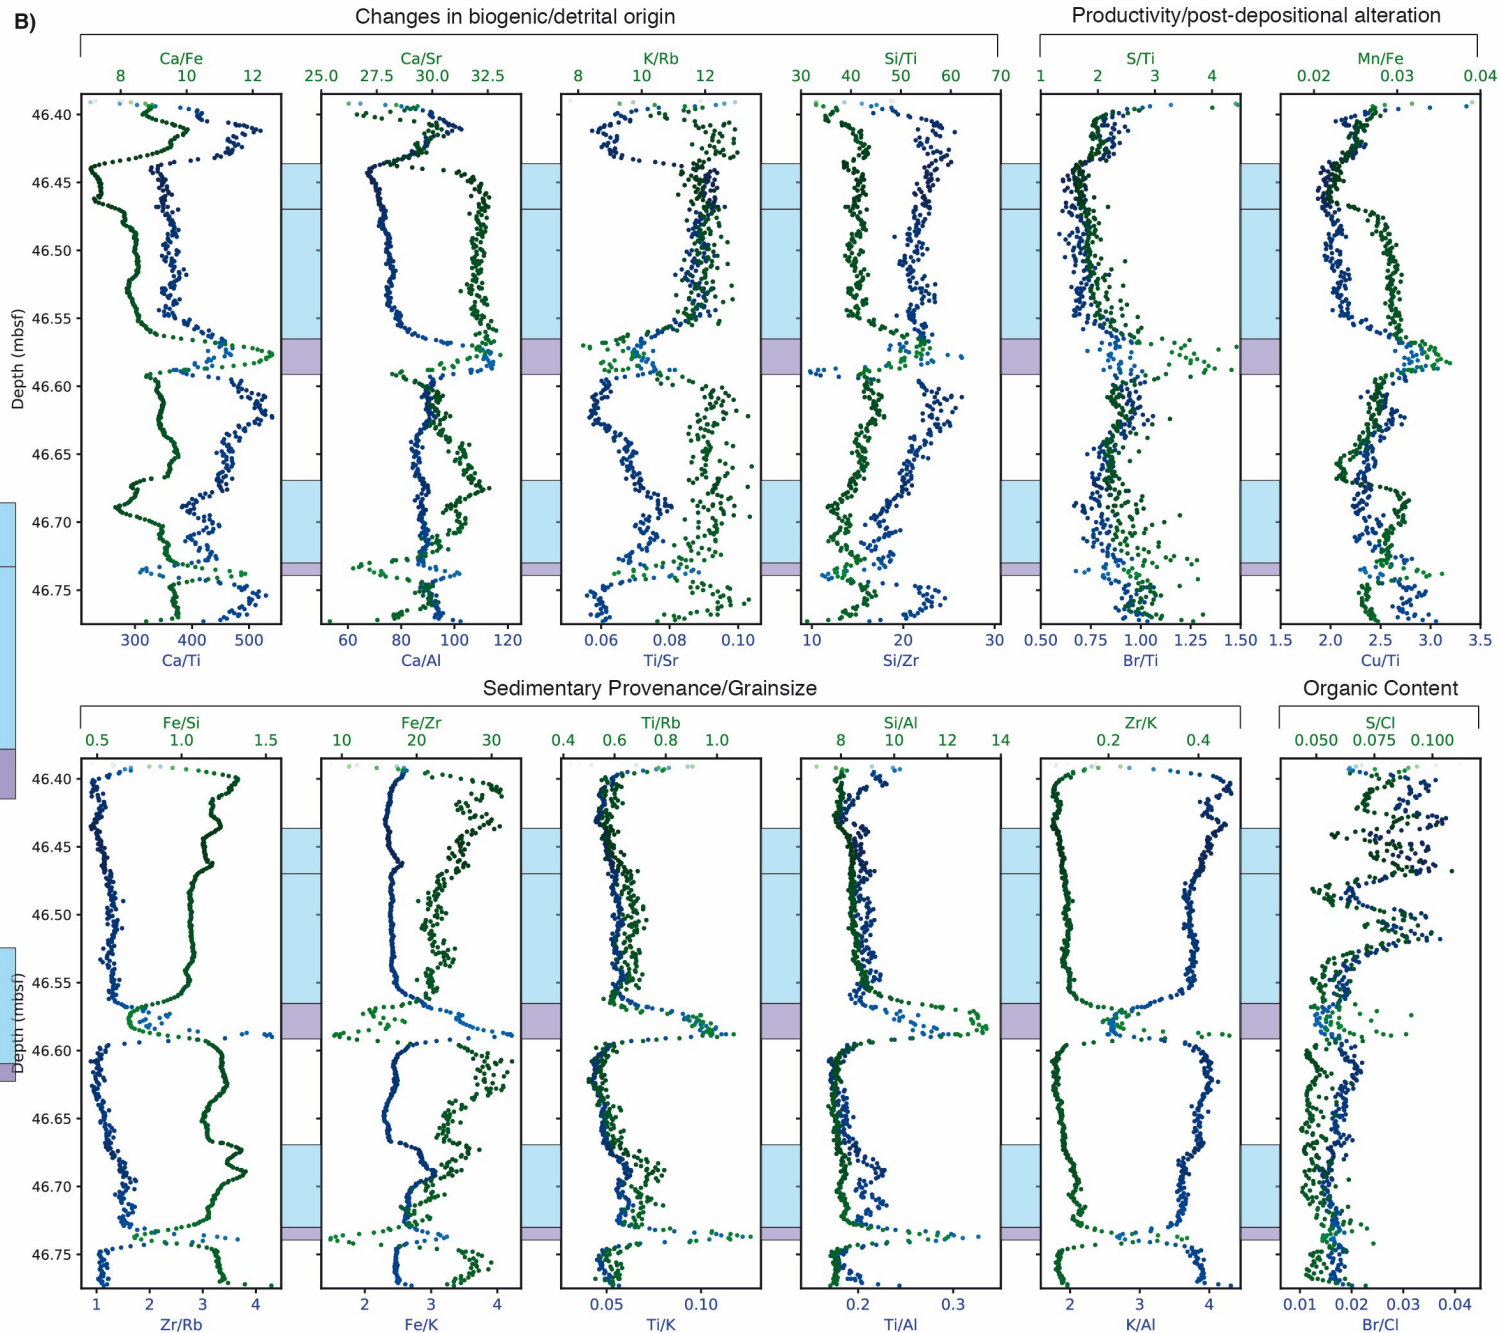 B)
Changes in biogenic/detrital origin
Productivity/post-depositional alteration
Ca/Fe
Ca/Sr
K/Rb
Si/Ti
S/Ti
Mn/Fe
8 10 12
25.0 27.5 30.0 32.5
8 10 12
30 40 50 60 70
1 2 3 4
0.02 0.03 0.04
46.40
46.45
46.50
46.55
46.60
46.65
46.70
46.75
Depth (mbsf)
300 400 500
60 80 100 120
0.06 0.08 0.10
10 20 30
0.50 0.75 1.00 1.25 1.50
1.5 2.0 2.5 3.0 3.5
Ca/Ti
Ca/Al
Ti/Sr
Si/Zr
Br/Ti
Cu/Ti
Sedimentary Provenance/Grainsize
Organic Content
Fe/Si
Fe/Zr
Ti/Rb
Si/Al
Zr/K
S/Cl
0.5 1.0 1.5
10 20 30
0.4 0.6 0.8 1.0
8 10 12 14
0.2 0.4
0.050 0.075 0.100
46.40
46.45
46.50
46.55
46.60
46.65
46.70
46.75
Depth (mbsf)
1 2 3 4
2 3 4
0.05 0.10
0.2 0.3
2 3 4
0.01 0.02 0.03 0.04
Zr/Rb
Fe/K
Ti/K
Ti/Al
K/Al
Br/Cl